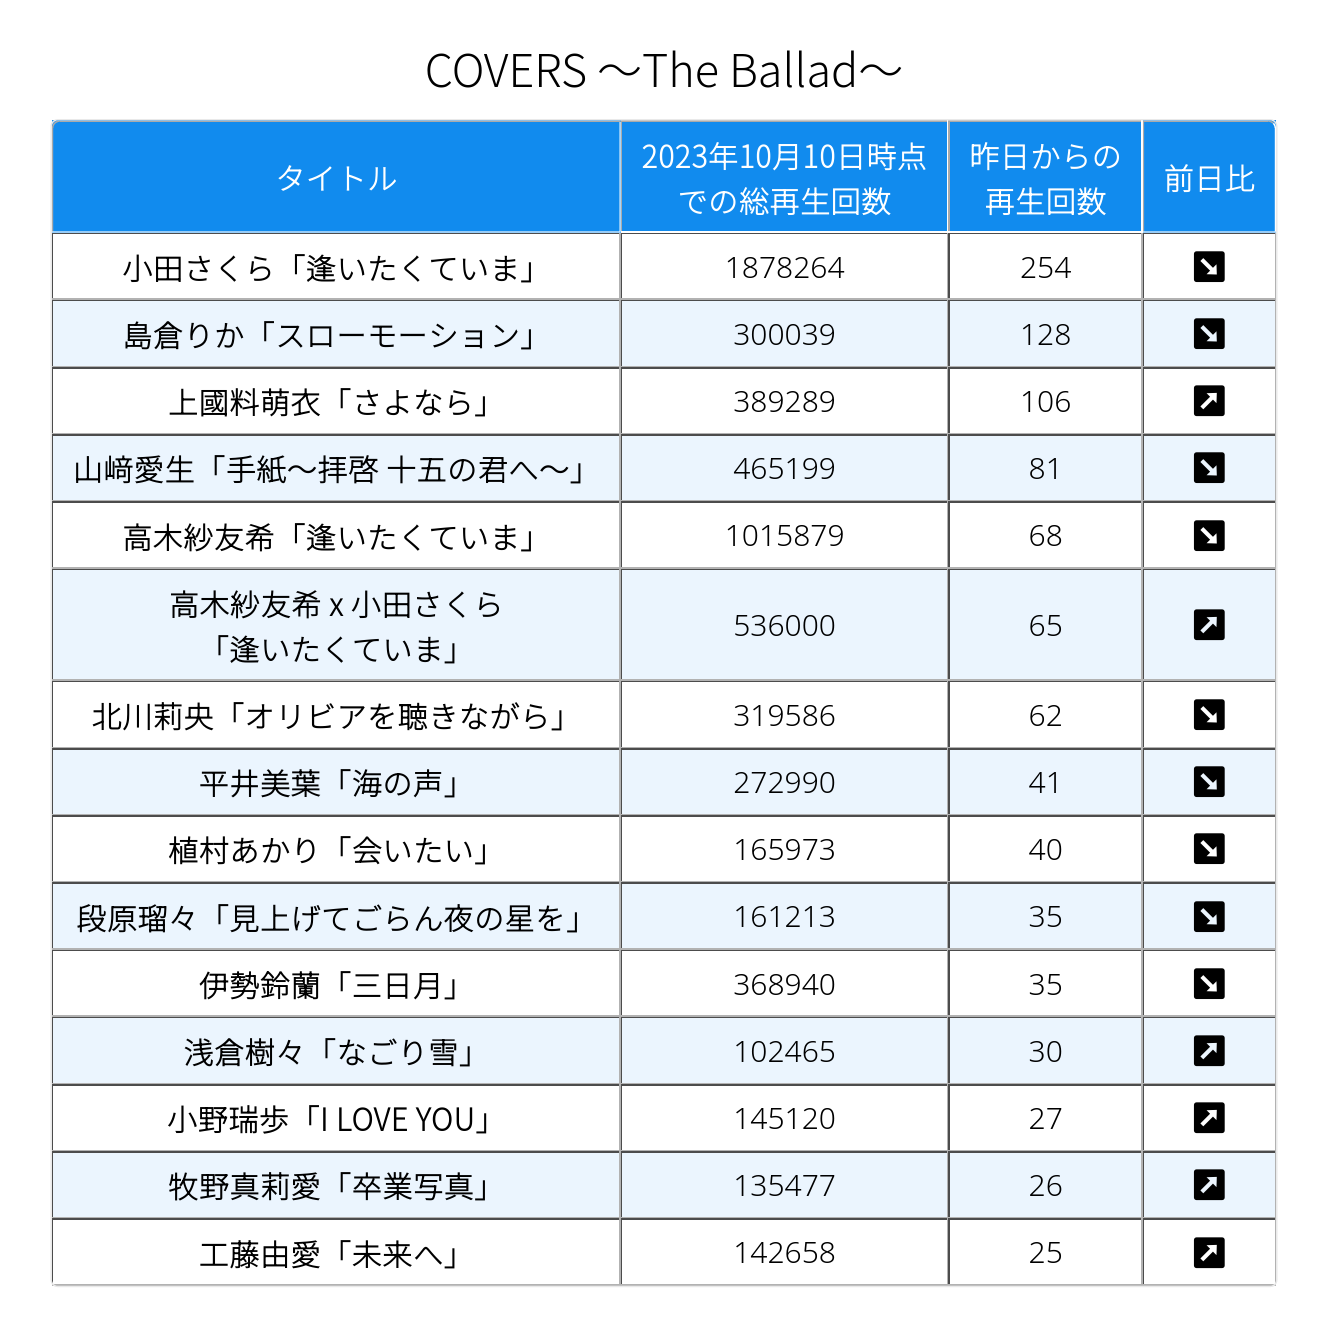 COVERS ～The Ballad～
タイトル
2023年10月10日時点
での総再生回数
昨日からの
再生回数
前日比
小田さくら「逢いたくていま」 1878264 254 ↘
島倉りか「スローモーション」 300039 128 ↘
上國料萌衣「さよなら」 389289 106 ↗
山﨑愛生「手紙～拝啓 十五の君へ～」 465199 81 ↘
高木紗友希「逢いたくていま」 1015879 68 ↘
高木紗友希 x 小田さくら
「逢いたくていま」 536000 65 ↗
北川莉央「オリビアを聴きながら」 319586 62 ↘
平井美葉「海の声」 272990 41 ↘
植村あかり「会いたい」 165973 40 ↘
段原瑠々「見上げてごらん夜の星を」 161213 35 ↘
伊勢鈴蘭「三日月」 368940 35 ↘
浅倉樹々「なごり雪」 102465 30 ↗
小野瑞歩「I LOVE YOU」 145120 27 ↗
牧野真莉愛「卒業写真」 135477 26 ↗
工藤由愛「未来へ」 142658 25 ↗